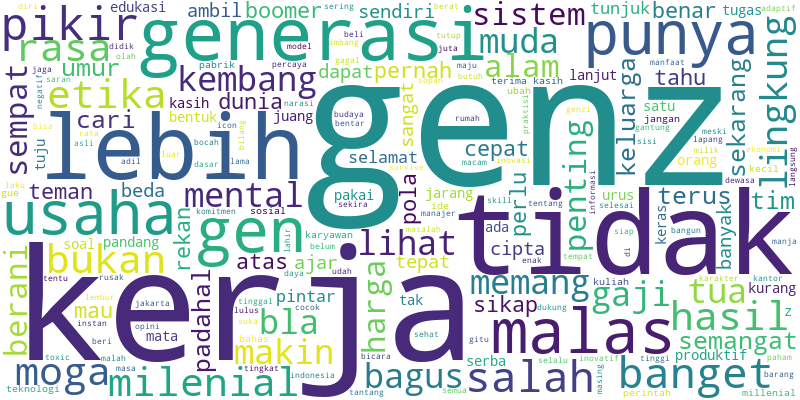 genz
kerja
tidak
lebih
generasi
punya
gen
usaha
malas
pikir
rasa
etika
kembang
mental
lihat
bukan
milenial
moga
salah
bagus
banget
hasil
gaji
tua
memang
makin
bla
harga
padahal
berani
sempat
umur
cari
dunia
boomer
ambil
edukasi
sendiri
sistem
muda
alam
benar
tunjuk
tugas
tahu
keluarga
sekarang
lingkung
penting
tim
terus
semangat
sikap
cipta
perlu
pola
cepat
selamat
dapat
pernah
sangat
terima kasih
lanjut
satu
jangan
orang
kurang
banyak
keras
urus
jarang
ide
manajer
ada
tepat
tak
atas
ajar
rekan
soal
pandang
teman
beda
tuju
kasih
bentuk
juang
pakai
mau
mata
pintar
karyawan
sosial
komitmen
belum
tinggal
lulus
cocok
daya
udah
bahas
tingkat
indonesia
bicara
sehat
gitu
dukung
tantang
semua
selalu
inovatif
serba
produktif
tinggi
masing
perintah
millenial
barang
paham
kantor
karakter
kuliah
bangun
siap
di
selesai
informasi
tentang
skill
enak
tempat
masalah
survive
macam
inovasi
praktisi
rumah
budaya
bentar
sekira
narasi
percaya
model
pabrik
beli
juta
tutup
gagal
maju
butuh
ubah
sopan
imbang
sering
berat
adaptif
manfaat
genzi
sisi
gantung
milik
meski
lapang
ekonomi
kecil
dewasa
langsung
manja
z
diri
didik
olah
jaga
saran
negatif
bisa
rata
asli
adil
luar
bocah
dasar
icon
lama
bilang
laku
gue
lahir
suka
jakarta
opini
rusak
lembur
tentu
instan
toxic
beri
malah
masa
teknologi